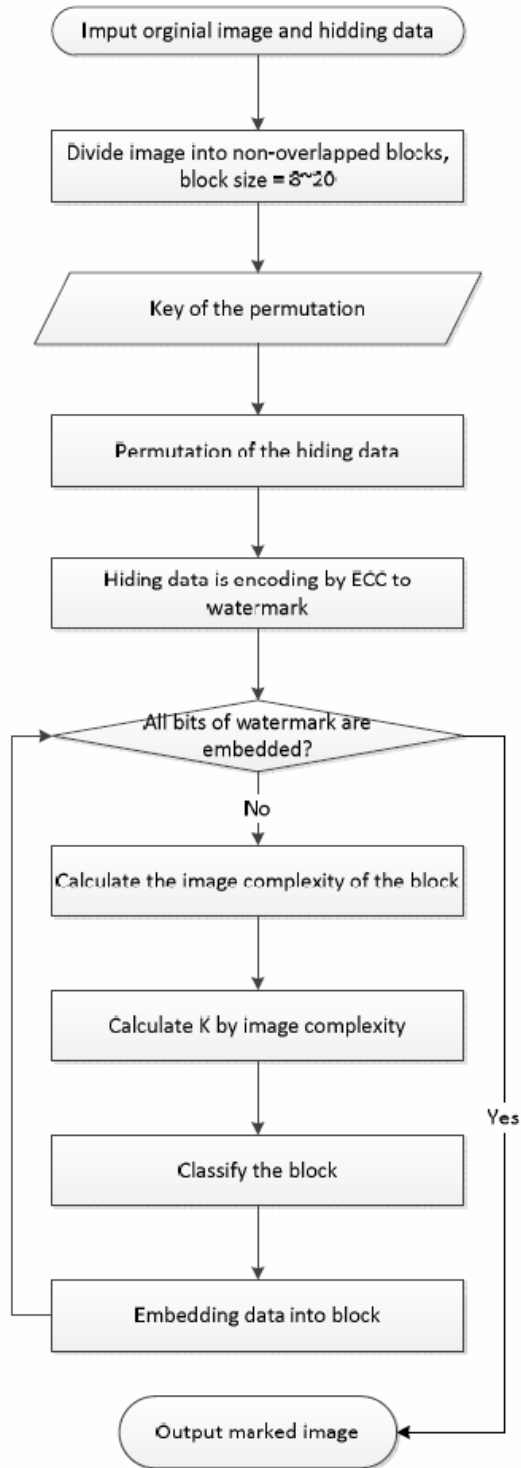 Imput orginial image and hidding data
Divide image into non-overlapped blocks,
block size = 8~20
Key of the permutation
Permutation of the hiding data
Hiding data is encoding by ECC to
watermark
All bits of watermark are
embedded?
No
Calculate the image complexity of the block
Calculate K by image complexity
Yes
Classify the block
Embedding data into block
Output marked image